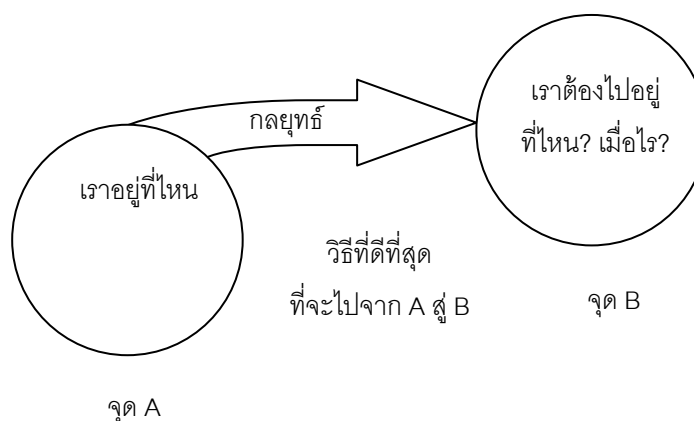 เราอยู่ที่ไหน
จุด A
กลยุทธ์
วิธีที่ดีที่สุด
ที่จะไปจาก A สู่ B
เราต้องไปอยู่
ที่ไหน? เมื่อไร?
จุด B